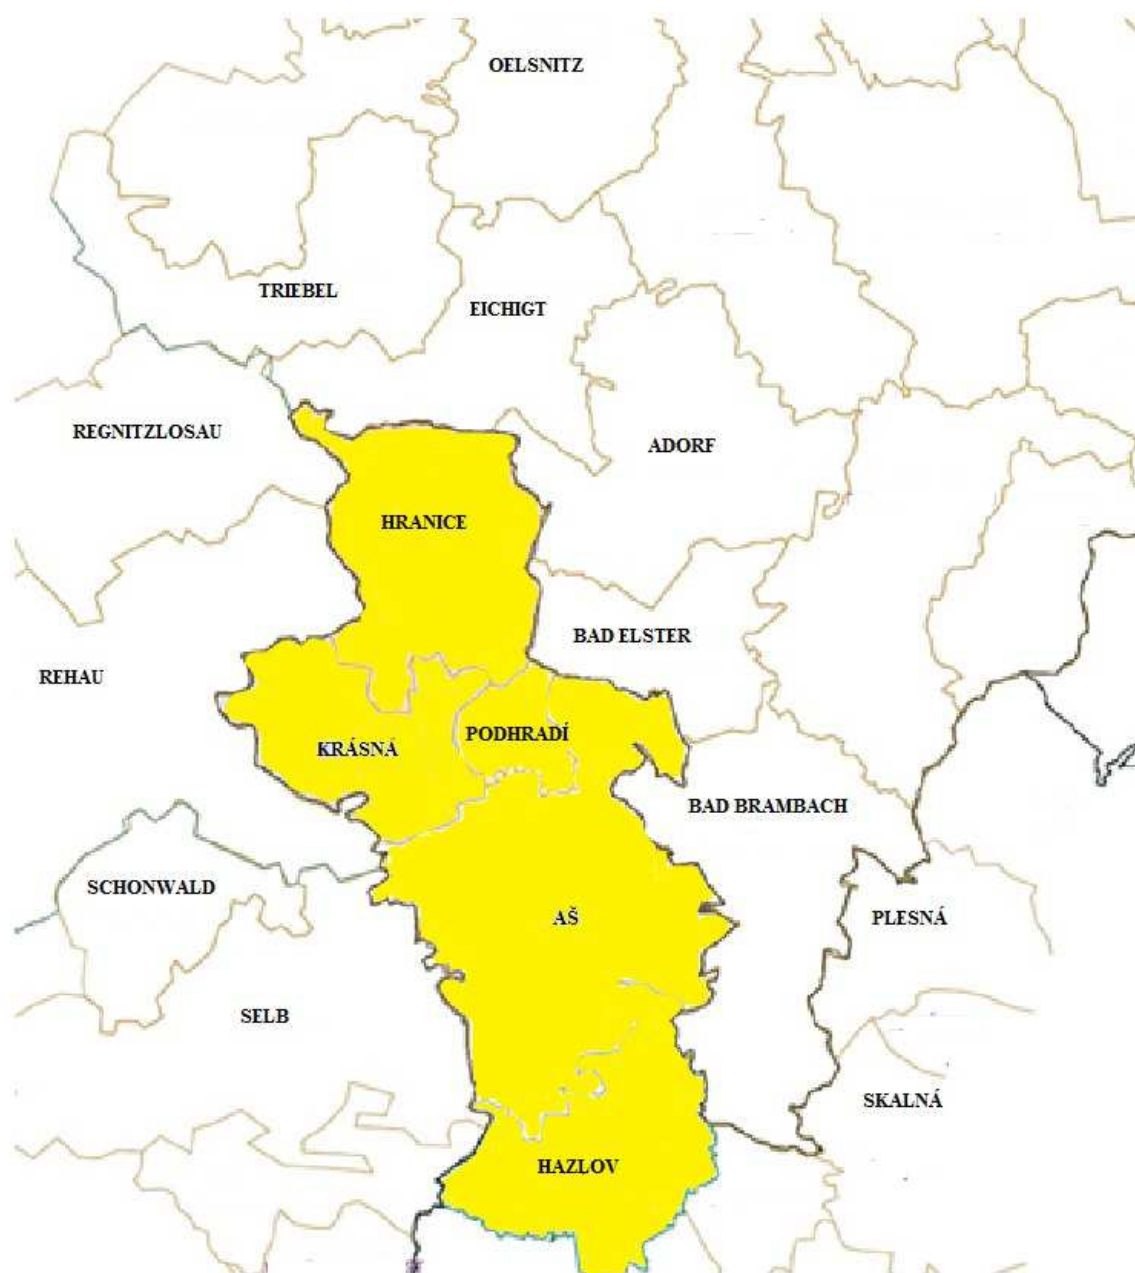 OELSNITZ
TRIEBEL
EICHIGT
REGNITZLOSAU
ADORF
HRANICE
BAD ELSTER
REHAU
PODHRADÍ
KRÁSNÁ
BAD BRAMBACH
SCHONWALD
AŠ
PLESNÁ
SELB
SKALNÁ
HAZLOV